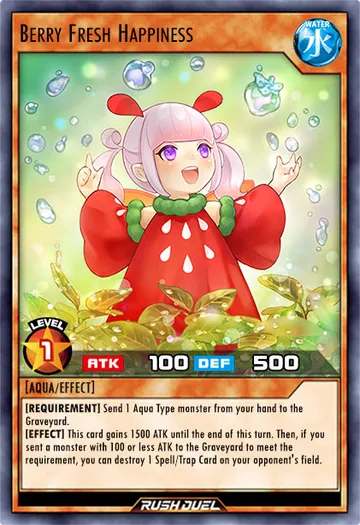 BERRY FRESH HAPPINESS
WATER
水
LEVEL
1
ATK 100 DEF 500
[AQUA/EFFECT]
[REQUIREMENT] Send 1 Aqua Type monster from your hand to the
Graveyard.
[EFFECT] This card gains 1500 ATK until the end of this turn. Then, if you
sent a monster with 100 or less ATK to the Graveyard to meet the
requirement, you can destroy 1 Spell/Trap Card on your opponent's field.
RUSH DUEL